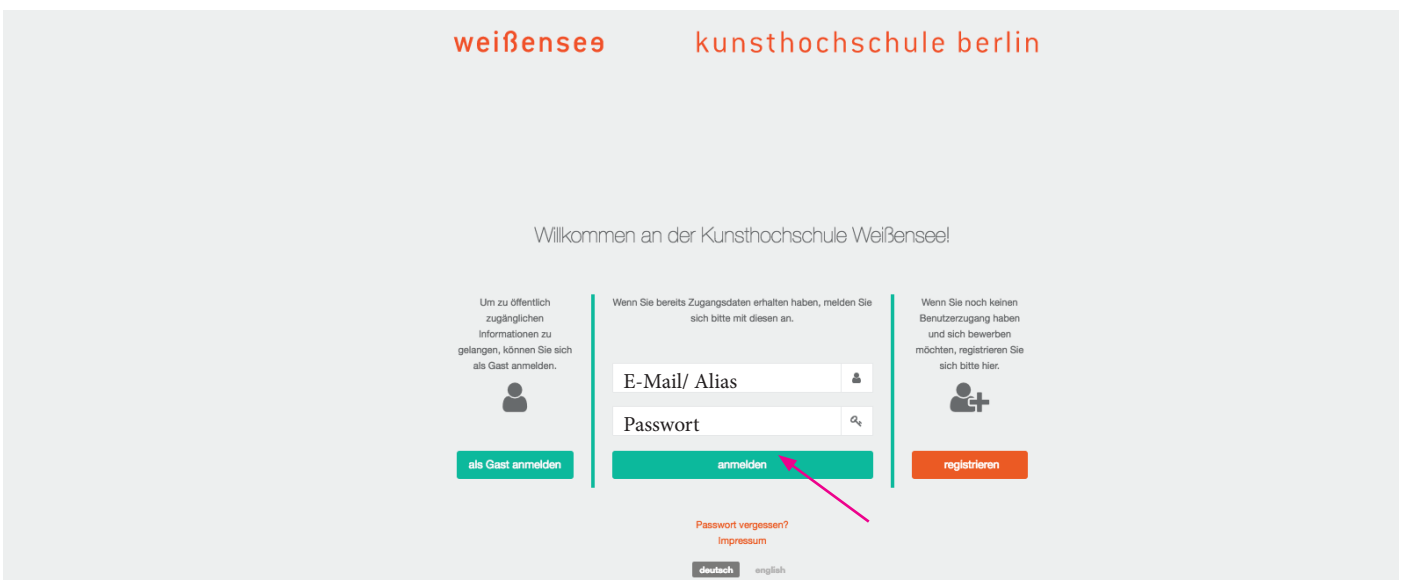 weißensee kunsthochschule berlin
Willkommen an der Kunsthochschule Weißensee!
Um zu öffentlich
zugänglichen
Informationen zu
gelangen, können Sie sich
als Gast anmelden.
als Gast anmelden
Wenn Sie bereits Zugangsdaten erhalten haben, melden Sie
sich bitte mit diesen an.
E-Mail/ Alias
Passwort
anmelden
Wenn Sie noch keinen
Benutzerzugang haben
und sich bewerben
möchten, registrieren Sie
sich bitte hier.
registrieren
Passwort vergessen?
Impressum
deutsch english